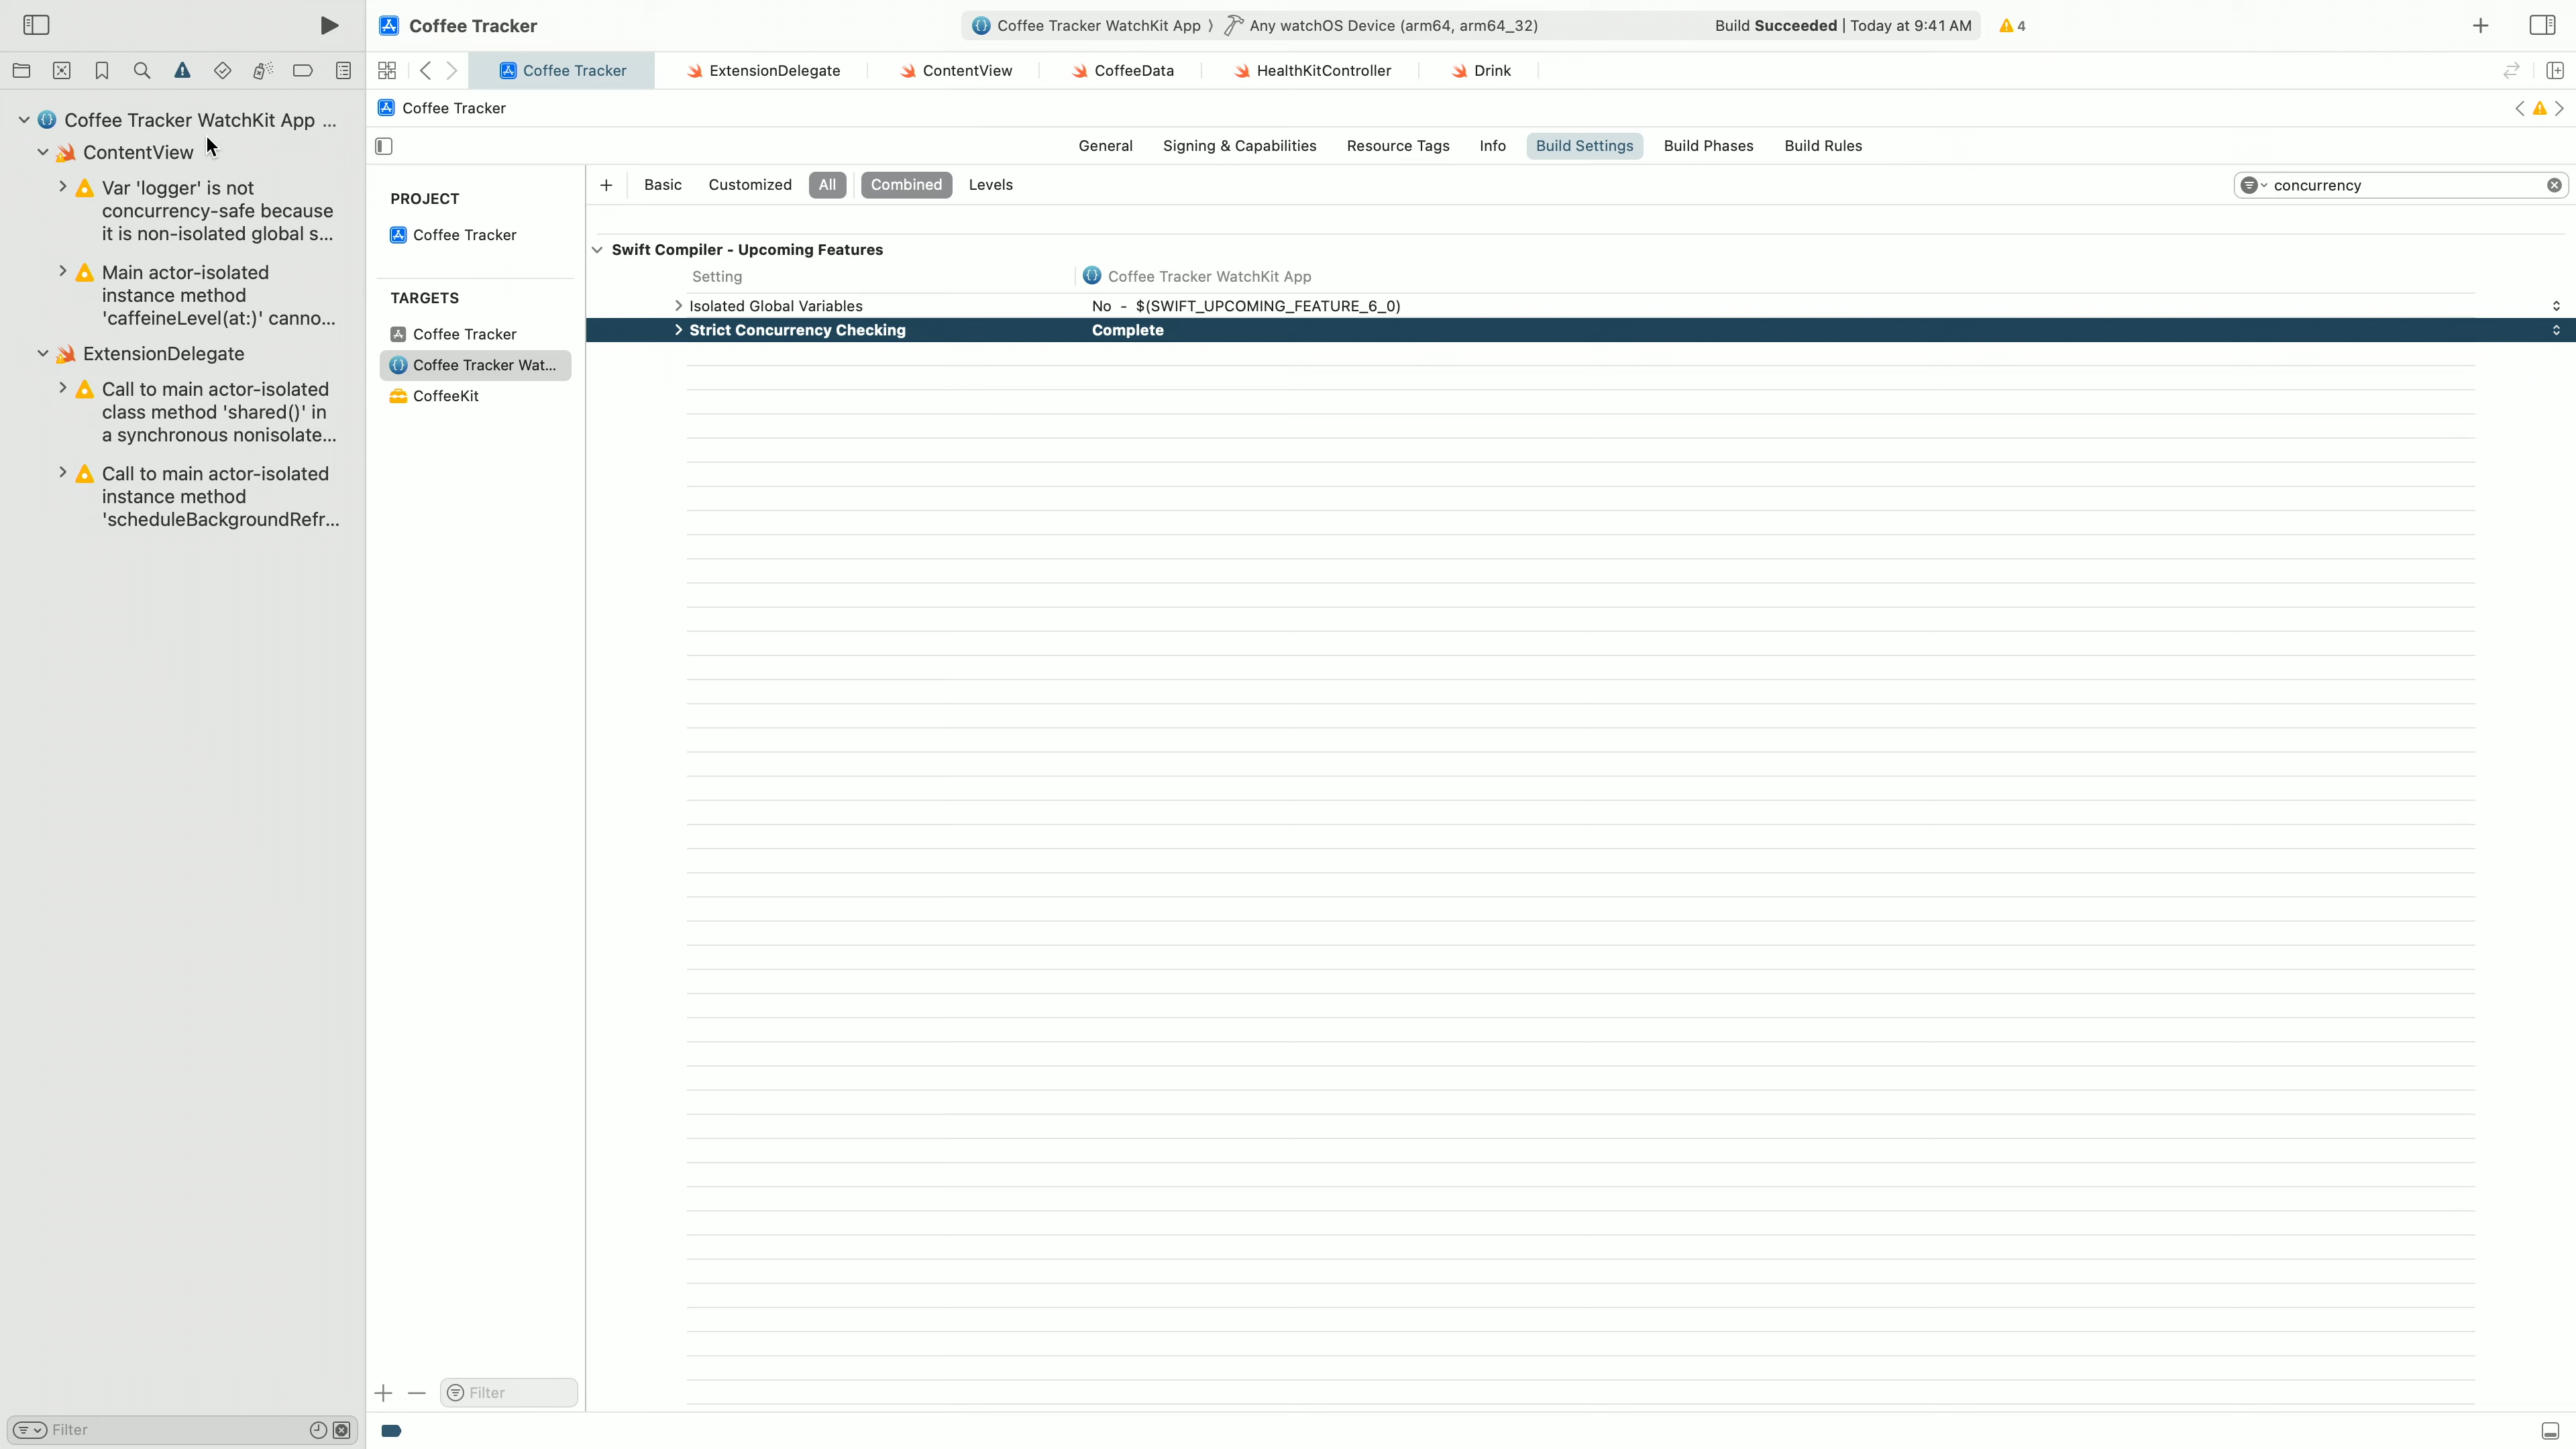 Coffee Tracker
Coffee Tracker WatchKit App ⟩ Any watchOS Device (arm64, arm64_32)
Build Succeeded | Today at 9:41 AM
4
Coffee Tracker
ExtensionDelegate
ContentView
CoffeeData
HealthKitController
Drink
Coffee Tracker
Coffee Tracker WatchKit App ...
ContentView
Var 'logger' is not
concurrency-safe because
it is non-isolated global s...
Main actor-isolated
instance method
'caffeineLevel(at:)' canno...
ExtensionDelegate
Call to main actor-isolated
class method 'shared()' in
a synchronous nonisolate...
Call to main actor-isolated
instance method
'scheduleBackgroundRefr...
Filter
General
Signing & Capabilities
Resource Tags
Info
Build Settings
Build Phases
Build Rules
PROJECT
Coffee Tracker
TARGETS
Coffee Tracker
Coffee Tracker Wat...
CoffeeKit
Filter
Basic
Customized
All
Combined
Levels
concurrency
Swift Compiler - Upcoming Features
Setting
Coffee Tracker WatchKit App
Isolated Global Variables
No - $(SWIFT_UPCOMING_FEATURE_6_0)
Strict Concurrency Checking
Complete